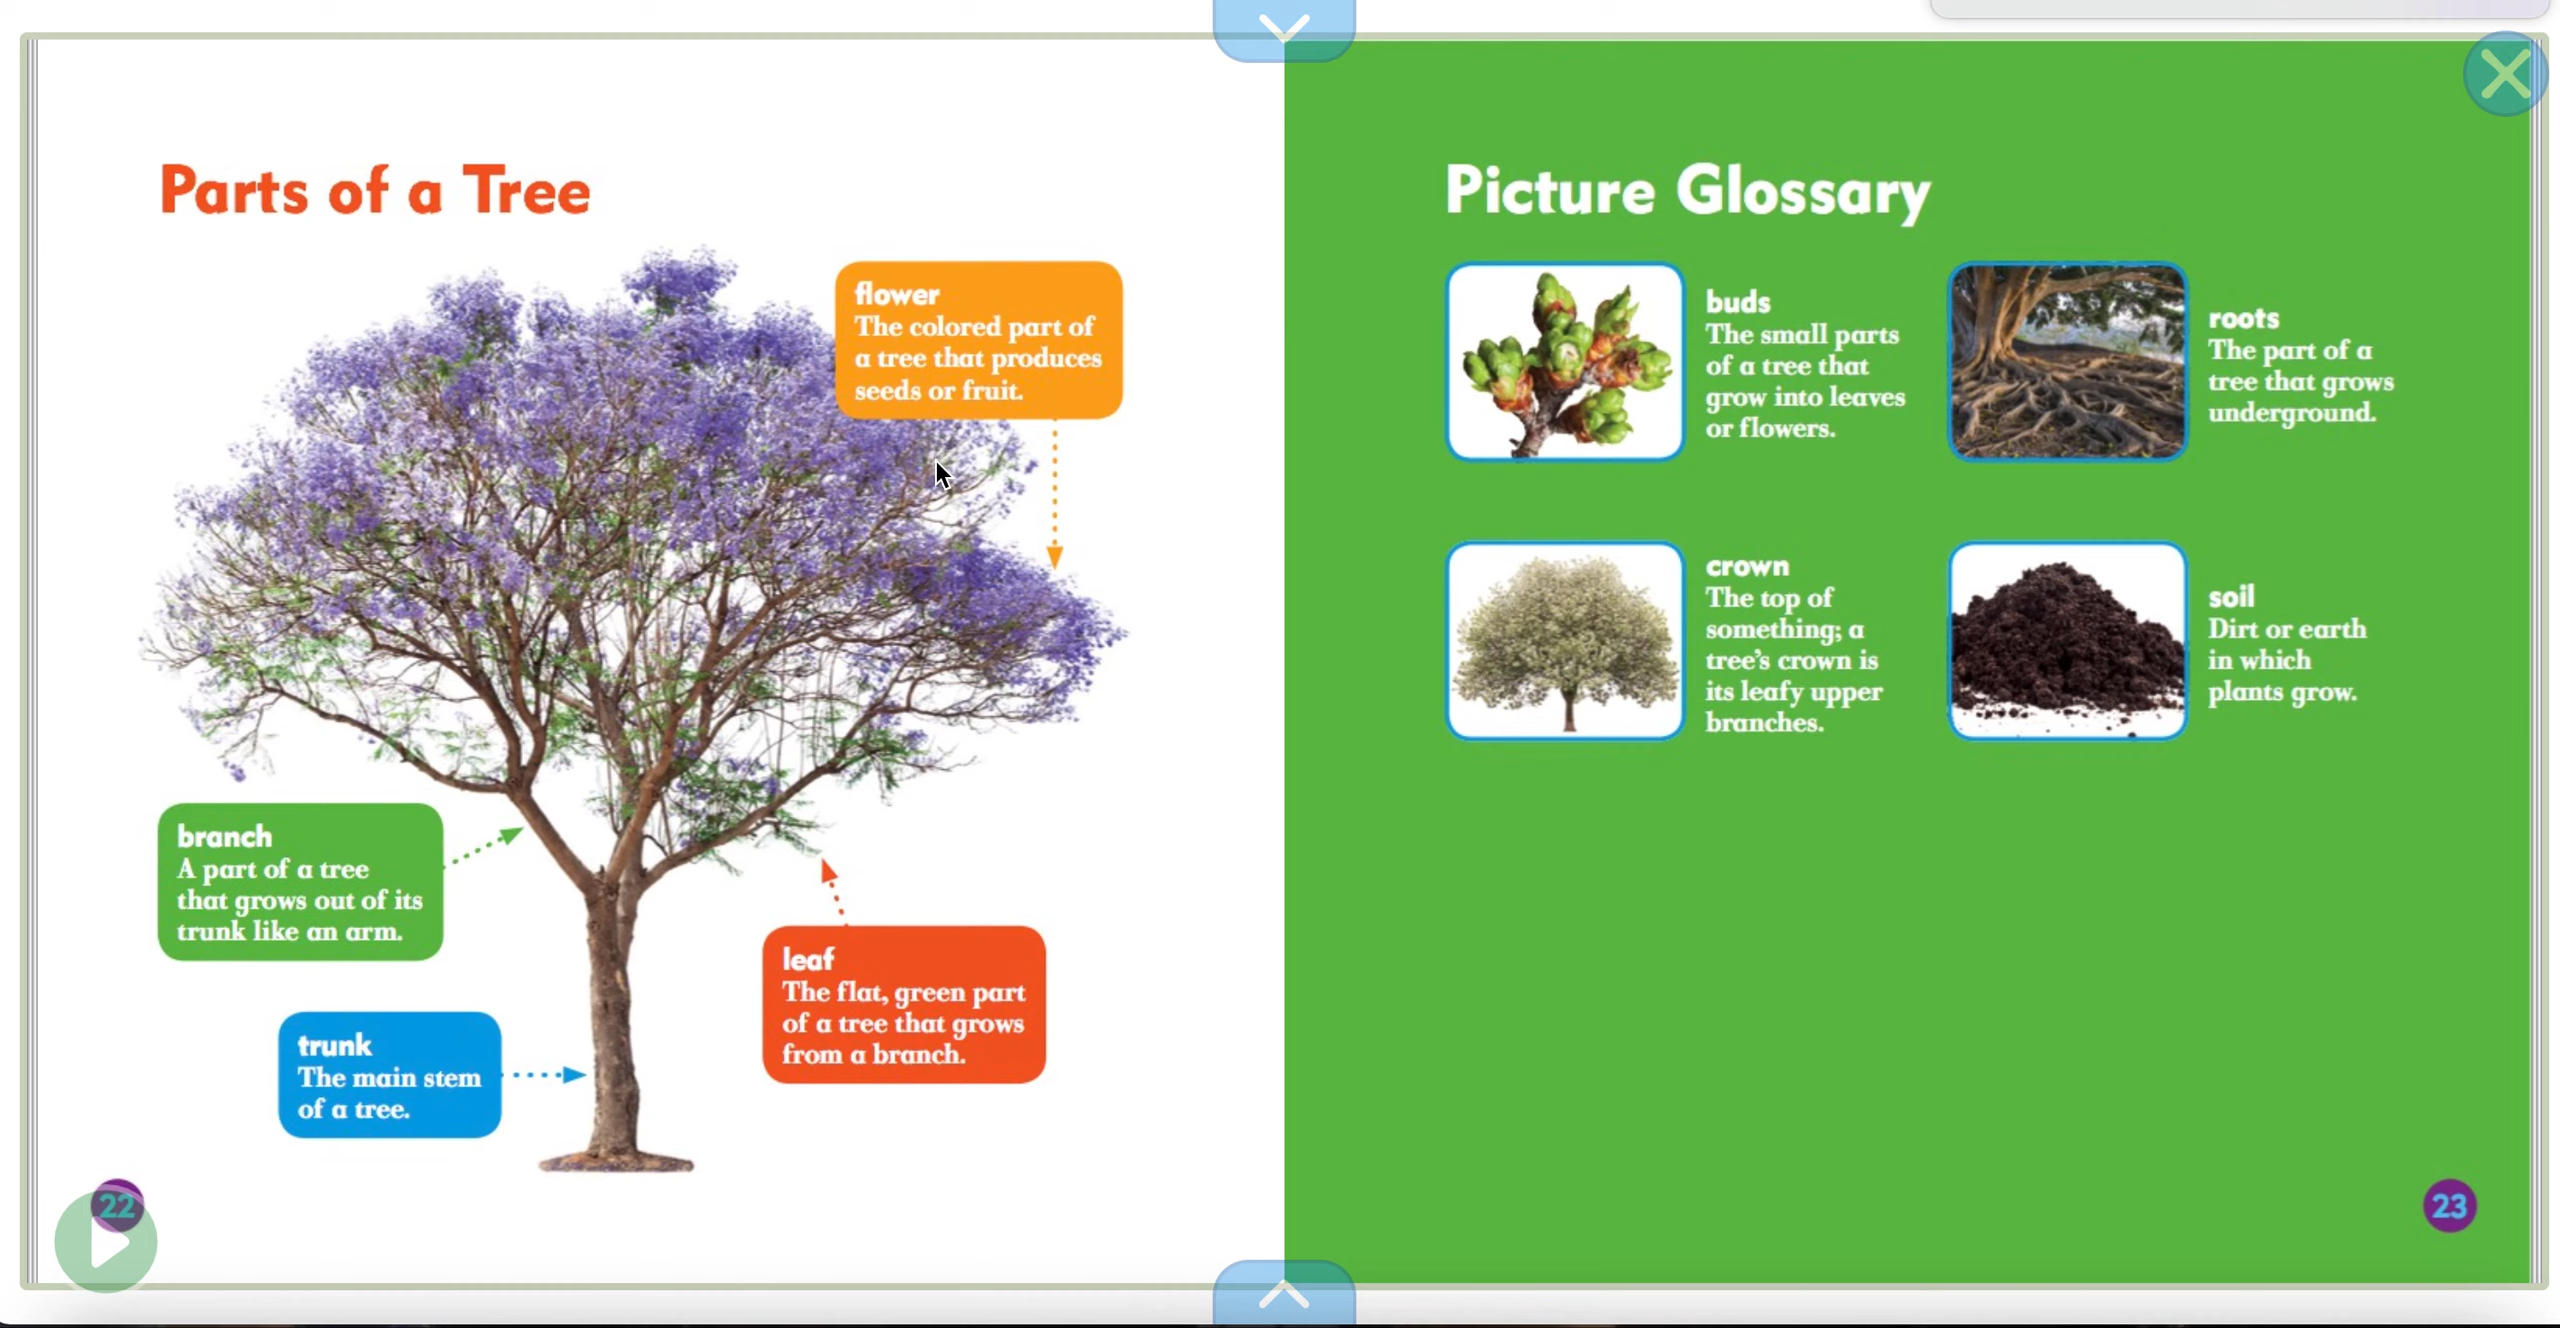 Parts of a Tree
flower
The colored part of
a tree that produces
seeds or fruit.
branch
A part of a tree
that grows out of its
trunk like an arm.
leaf
The flat, green part
of a tree that grows
from a branch.
trunk
The main stem
of a tree.
22
Picture Glossary
buds
The small parts
of a tree that
grow into leaves
or flowers.
roots
The part of a
tree that grows
underground.
crown
The top of
something; a
tree’s crown is
its leafy upper
branches.
soil
Dirt or earth
in which
plants grow.
23